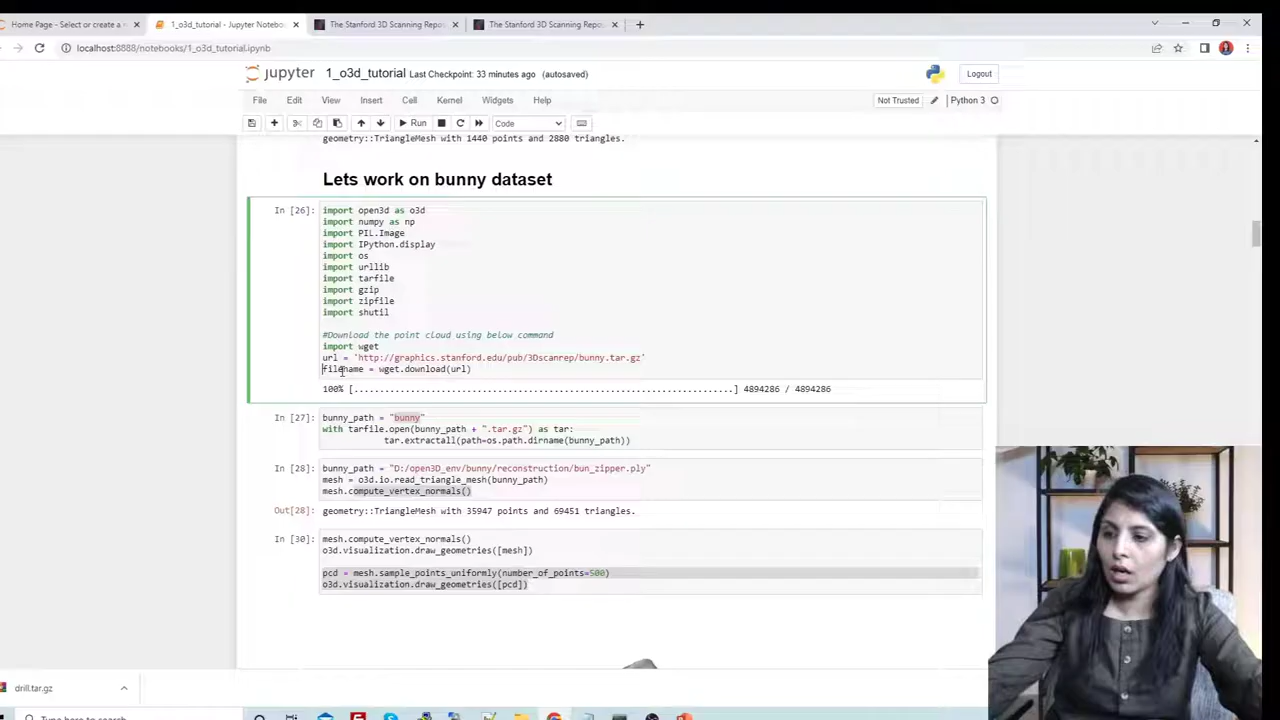 Home Page - Select or create a n
1_o3d_tutorial - Jupyter Notebo
The Stanford 3D Scanning Repo
The Stanford 3D Scanning Repo
localhost:8888/notebooks/1_o3d_tutorial.ipynb
jupyter 1_o3d_tutorial Last Checkpoint: 33 minutes ago (autosaved)
Logout
File Edit View Insert Cell Kernel Widgets Help
Not Trusted
Python 3
Run
Code
geometry::TriangleMesh with 1440 points and 2880 triangles.
Lets work on bunny dataset
In [26]: import open3d as o3d
import numpy as np
import PIL.Image
import IPython.display
import os
import urllib
import tarfile
import gzip
import zipfile
import shutil
#Download the point cloud using below command
import wget
url = 'http://graphics.stanford.edu/pub/3Dscanrep/bunny.tar.gz'
filename = wget.download(url)
100% [......................................................................] 4894286 / 4894286
In [27]: bunny_path = "bunny"
with tarfile.open(bunny_path + ".tar.gz") as tar:
tar.extractall(path=os.path.dirname(bunny_path))
In [28]: bunny_path = "D:/open3D_env/bunny/reconstruction/bun_zipper.ply"
mesh = o3d.io.read_triangle_mesh(bunny_path)
mesh.compute_vertex_normals()
Out[28]: geometry::TriangleMesh with 35947 points and 69451 triangles.
In [30]: mesh.compute_vertex_normals()
o3d.visualization.draw_geometries([mesh])
pcd = mesh.sample_points_uniformly(number_of_points=500)
o3d.visualization.draw_geometries([pcd])
drill.tar.gz
Type here to search